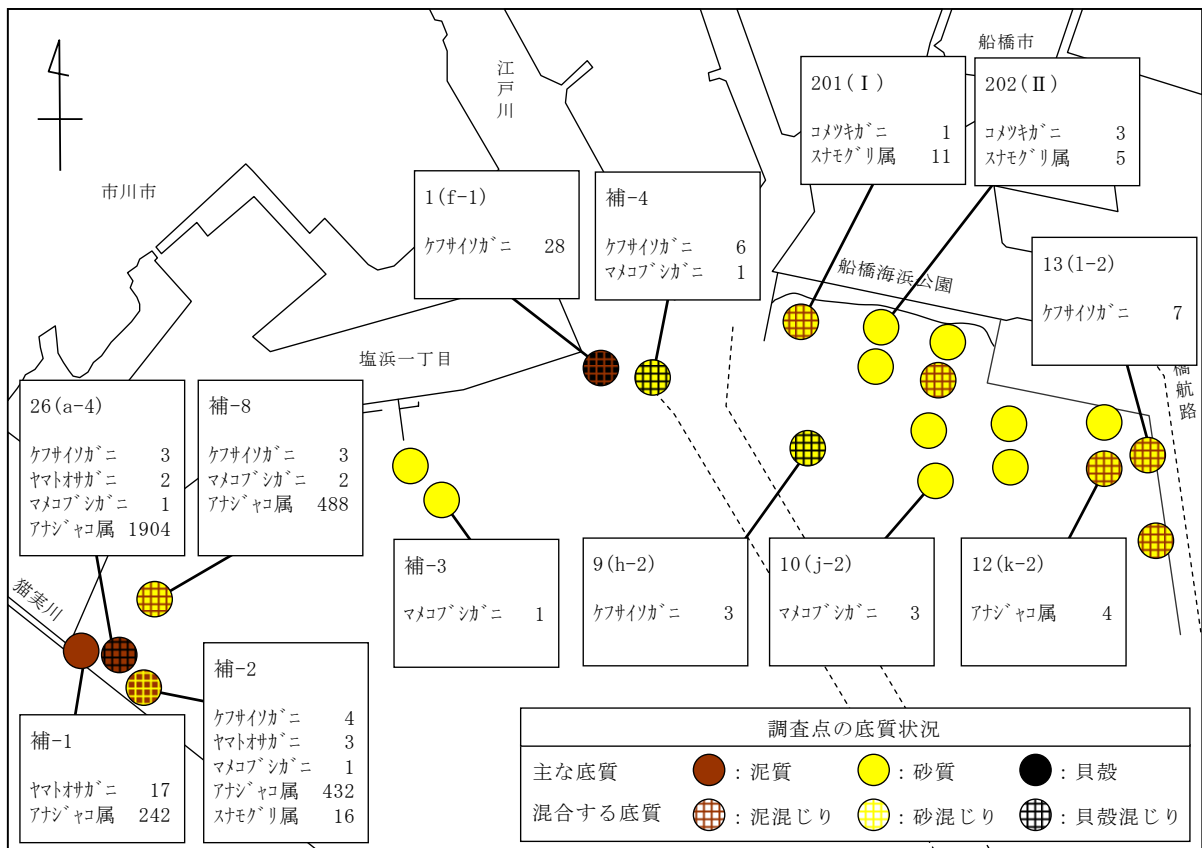 船橋市
江戸川
市川市
201(Ⅰ)
コメツキガニ 1
スナモグリ属 11
202(Ⅱ)
コメツキガニ 3
スナモグリ属 5
1(f-1)
ケフサイソガニ 28
補-4
ケフサイソガニ 6
マメコブシガニ 1
船橋海浜公園
13(l-2)
ケフサイソガニ 7
橋航路
塩浜一丁目
26(a-4)
ケフサイソガニ 3
ヤマトオサガニ 2
マメコブシガニ 1
アナジャコ属 1904
補-8
ケフサイソガニ 3
マメコブシガニ 2
アナジャコ属 488
補-3
マメコブシガニ 1
9(h-2)
ケフサイソガニ 3
10(j-2)
マメコブシガニ 3
12(k-2)
アナジャコ属 4
猫実川
補-1
ヤマトオサガニ 17
アナジャコ属 242
補-2
ケフサイソガニ 4
ヤマトオサガニ 3
マメコブシガニ 1
アナジャコ属 432
スナモグリ属 16
調査点の底質状況
主な底質 :泥質 :砂質 :貝殻
混合する底質 :泥混じり :砂混じり :貝殻混じり